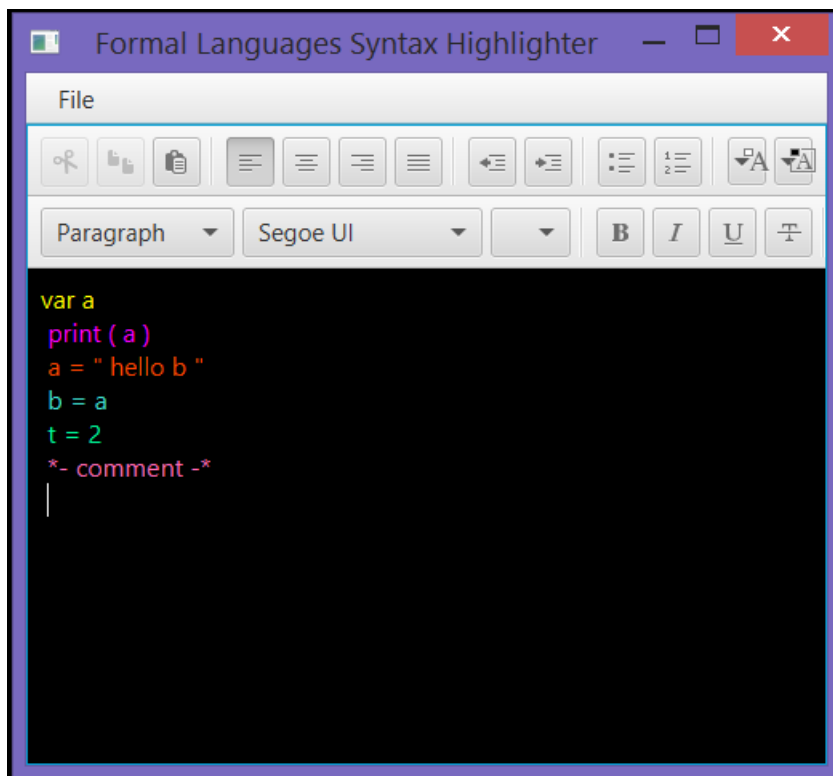 Formal Languages Syntax Highlighter
File
Paragraph Segoe UI B I U T
var a
print ( a )
a = " hello b "
b = a
t = 2
*- comment -*